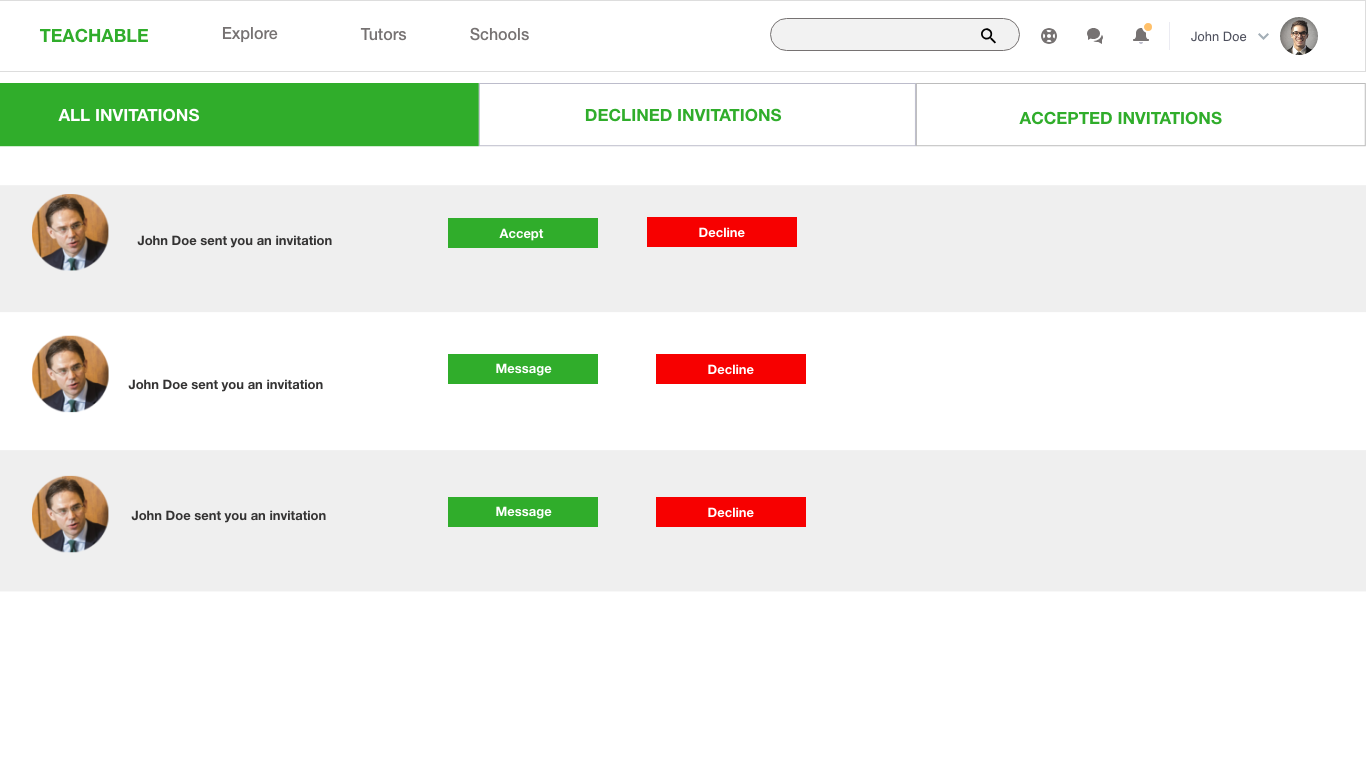 TEACHABLE
Explore
Tutors
Schools
John Doe
ALL INVITATIONS
DECLINED INVITATIONS
ACCEPTED INVITATIONS
John Doe sent you an invitation
Accept
Decline
John Doe sent you an invitation
Message
Decline
John Doe sent you an invitation
Message
Decline